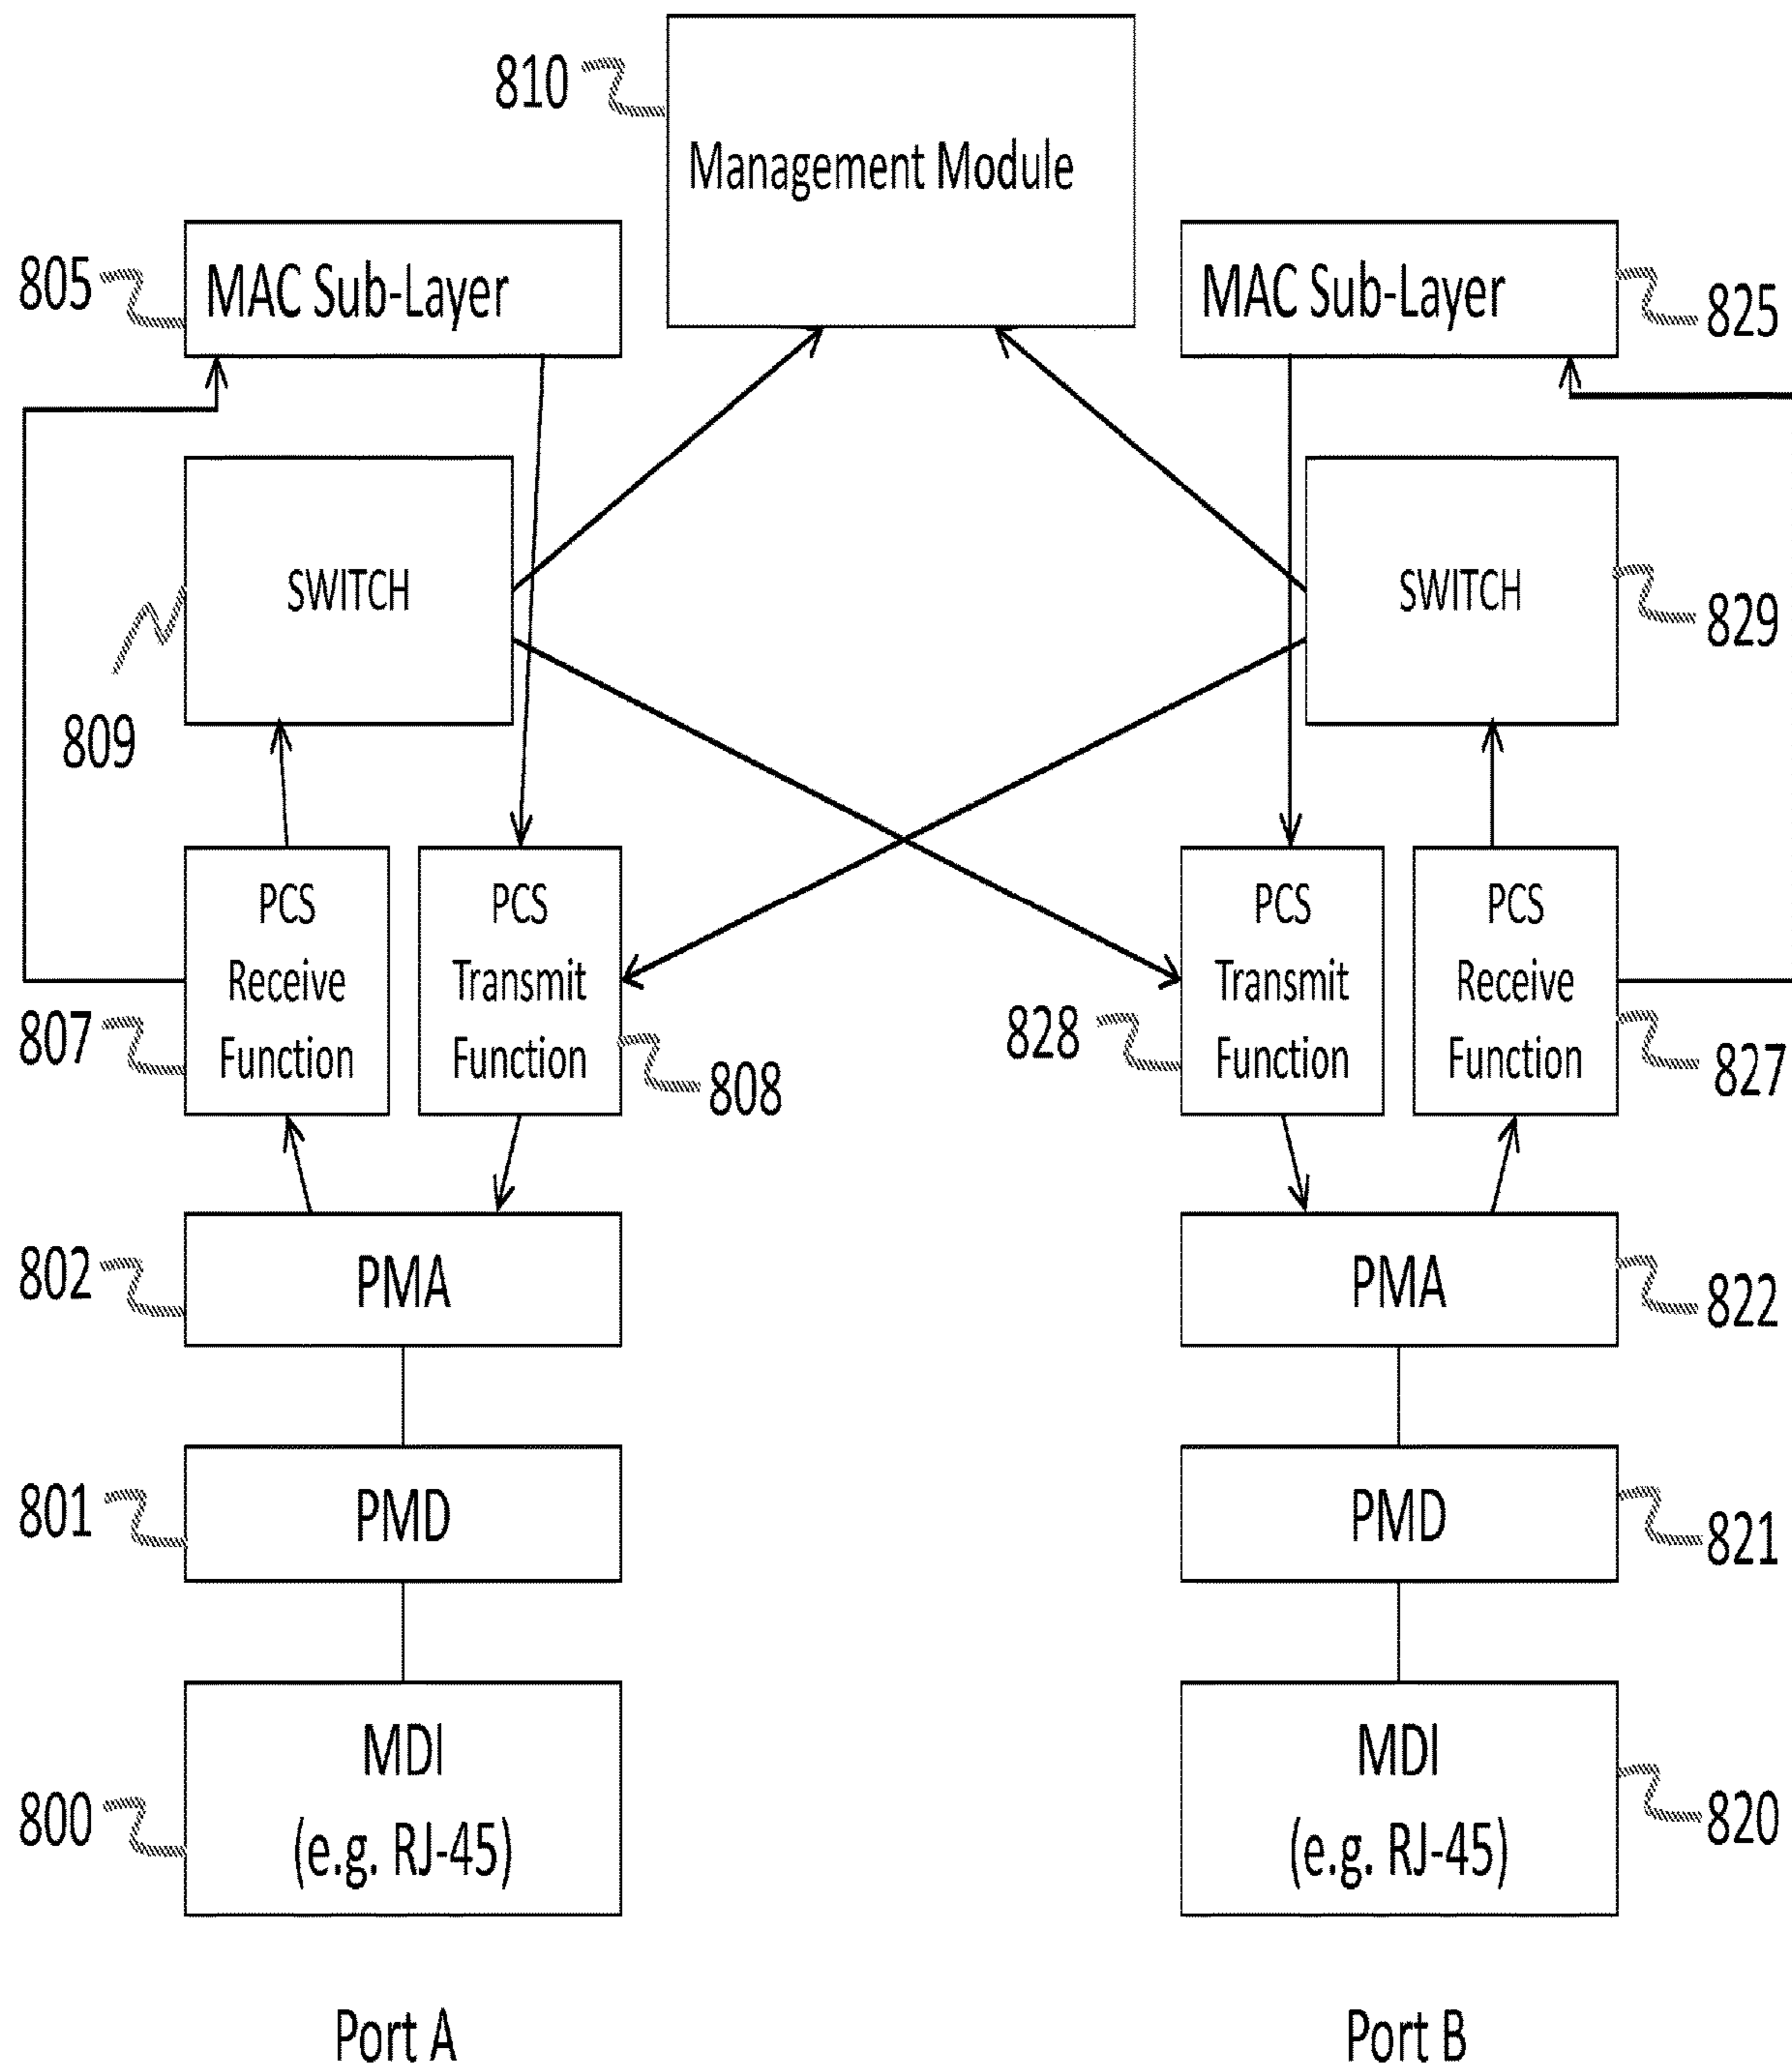 810
Management Module
805
MAC Sub-Layer
MAC Sub-Layer
825
SWITCH
SWITCH
829
809
PCS
Receive
Function
PCS
Transmit
Function
PCS
Transmit
Function
PCS
Receive
Function
807
808
828
827
802
PMA
PMA
822
801
PMD
PMD
821
800
MDI
(e.g. RJ-45)
MDI
(e.g. RJ-45)
820
Port A
Port B